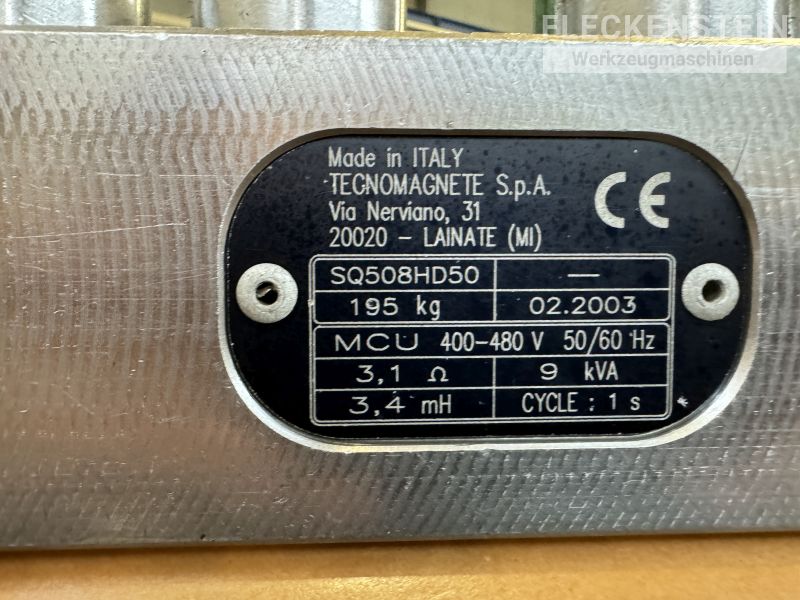 FLECKENSTEIN
Werkzeugmaschinen
Made in ITALY
TECNOMAGNETE S.p.A.
Via Nerviano, 31
20020 - LAINATE (MI)
CE
SQ508HD50 —
195 kg 02.2003
MCU 400-480 V 50/60 Hz
3,1 Ω 9 kVA
3,4 mH CYCLE : 1 s